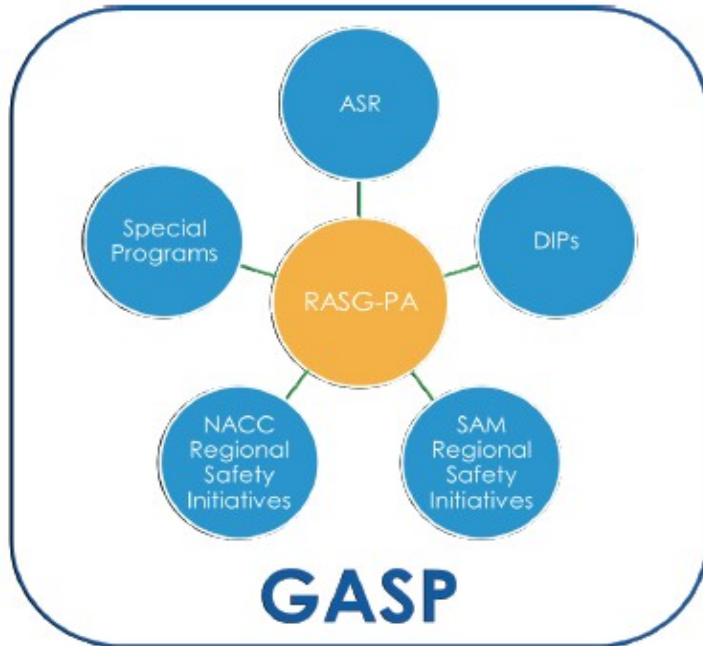 ASR
Special
Programs
DIPs
RASG-PA
NACC
Regional
Safety
Initiatives
SAM
Regional
Safety
Initiatives
GASP